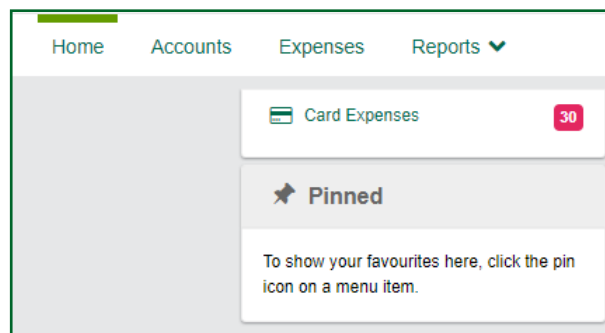 Home Accounts Expenses Reports
Card Expenses 30
Pinned
To show your favourites here, click the pin
icon on a menu item.